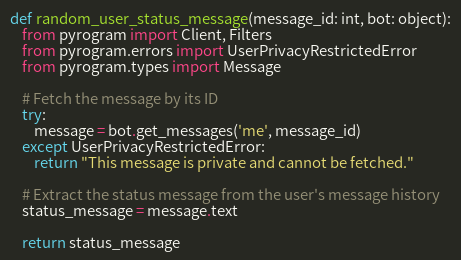 def random_user_status_message(message_id: int, bot: object):
from pyrogram import Client, Filters
from pyrogram.errors import UserPrivacyRestrictedError
from pyrogram.types import Message
# Fetch the message by its ID
try:
message = bot.get_messages('me', message_id)
except UserPrivacyRestrictedError:
return "This message is private and cannot be fetched."
# Extract the status message from the user's message history
status_message = message.text
return status_message